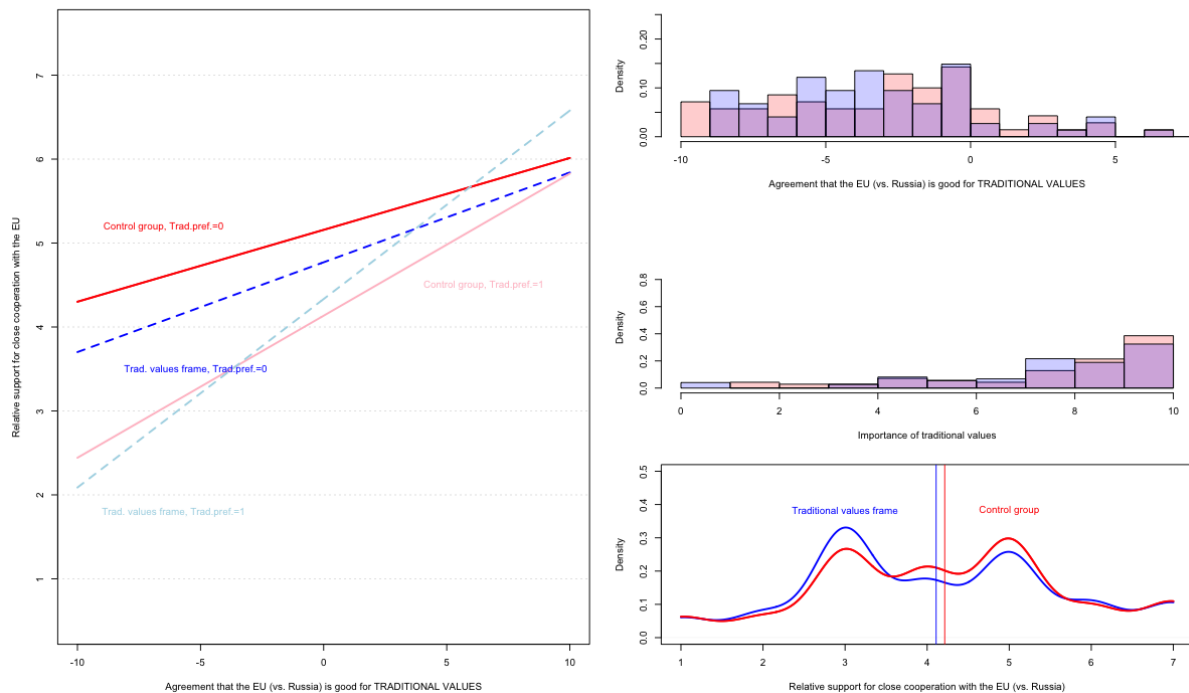 7
6
5
4
3
2
1
Relative support for close cooperation with the EU
Control group, Trad.pref.=0
Control group, Trad.pref.=1
Trad. values frame, Trad.pref.=0
Trad. values frame, Trad.pref.=1
-10 -5 0 5 10
Agreement that the EU (vs. Russia) is good for TRADITIONAL VALUES
0.20
0.10
0.00
Density
-10 -5 0 5
Agreement that the EU (vs. Russia) is good for TRADITIONAL VALUES
0.8
0.6
0.4
0.2
0.0
Density
0 2 4 6 8 10
Importance of traditional values
0.5
0.4
0.3
0.2
0.1
0.0
Density
Traditional values frame
Control group
1 2 3 4 5 6 7
Relative support for close cooperation with the EU (vs. Russia)